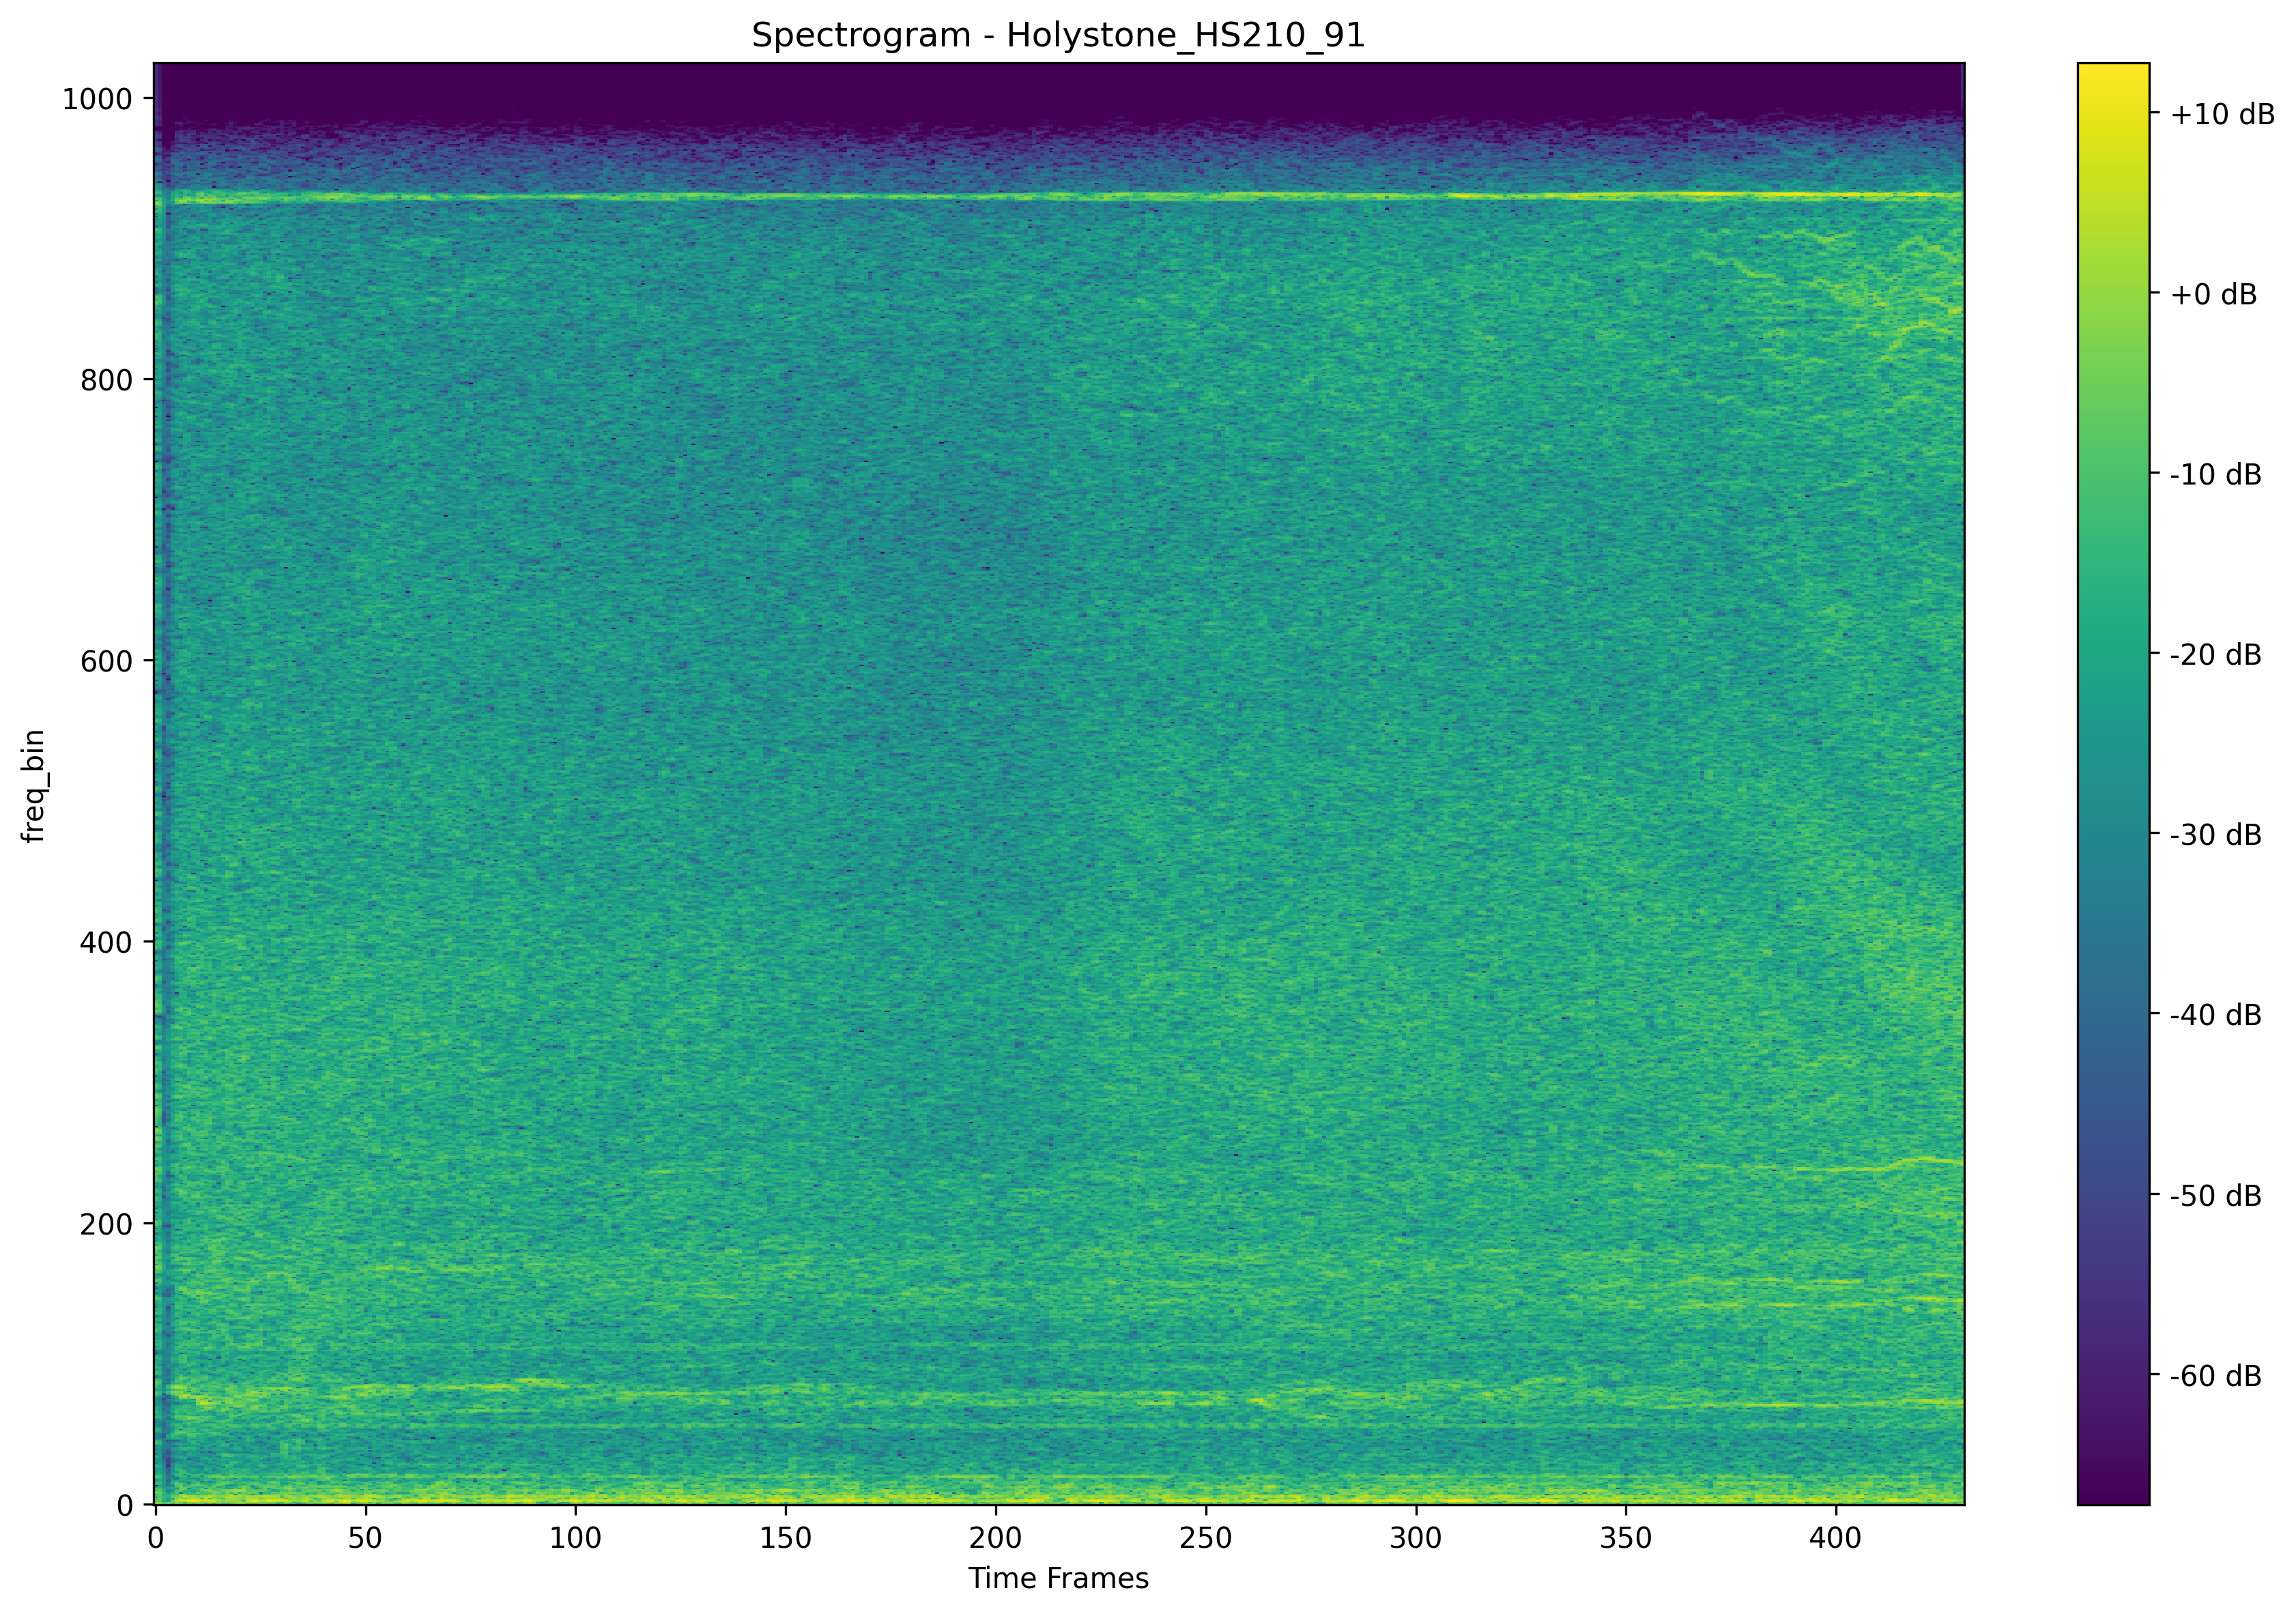 Spectrogram - Holystone_HS210_91
freq_bin
1000
800
600
400
200
0
0 50 100 150 200 250 300 350 400
Time Frames
+10 dB
+0 dB
-10 dB
-20 dB
-30 dB
-40 dB
-50 dB
-60 dB